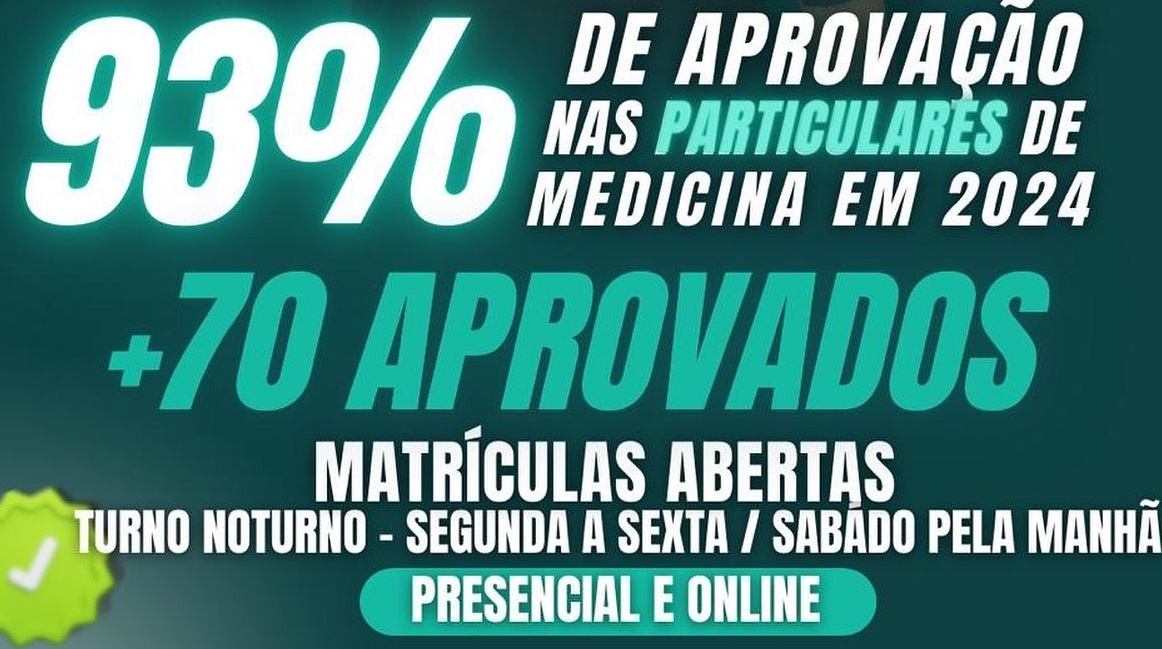 93% DE APROVAÇÃO
NAS PARTICULARES DE
MEDICINA EM 2024
+70 APROVADOS
MATRÍCULAS ABERTAS
TURNO NOTURNO - SEGUNDA A SEXTA / SABÁDO PELA MANHÃ
PRESENCIAL E ONLINE